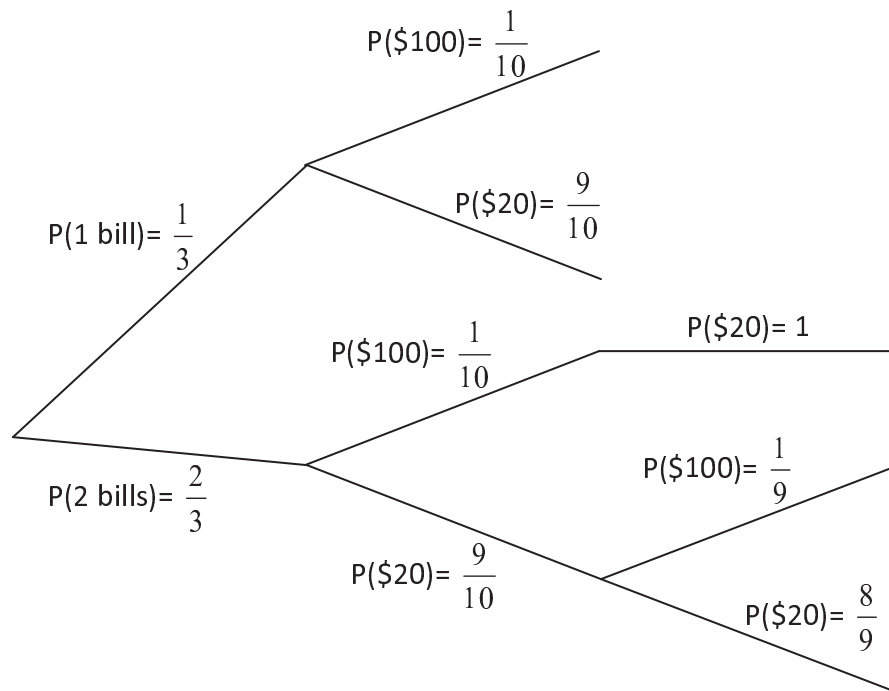 P($100)= 1/10
P($20)= 9/10
P(1 bill)= 1/3
P($20)= 1
P($100)= 1/10
P($100)= 1/9
P(2 bills)= 2/3
P($20)= 9/10
P($20)= 8/9